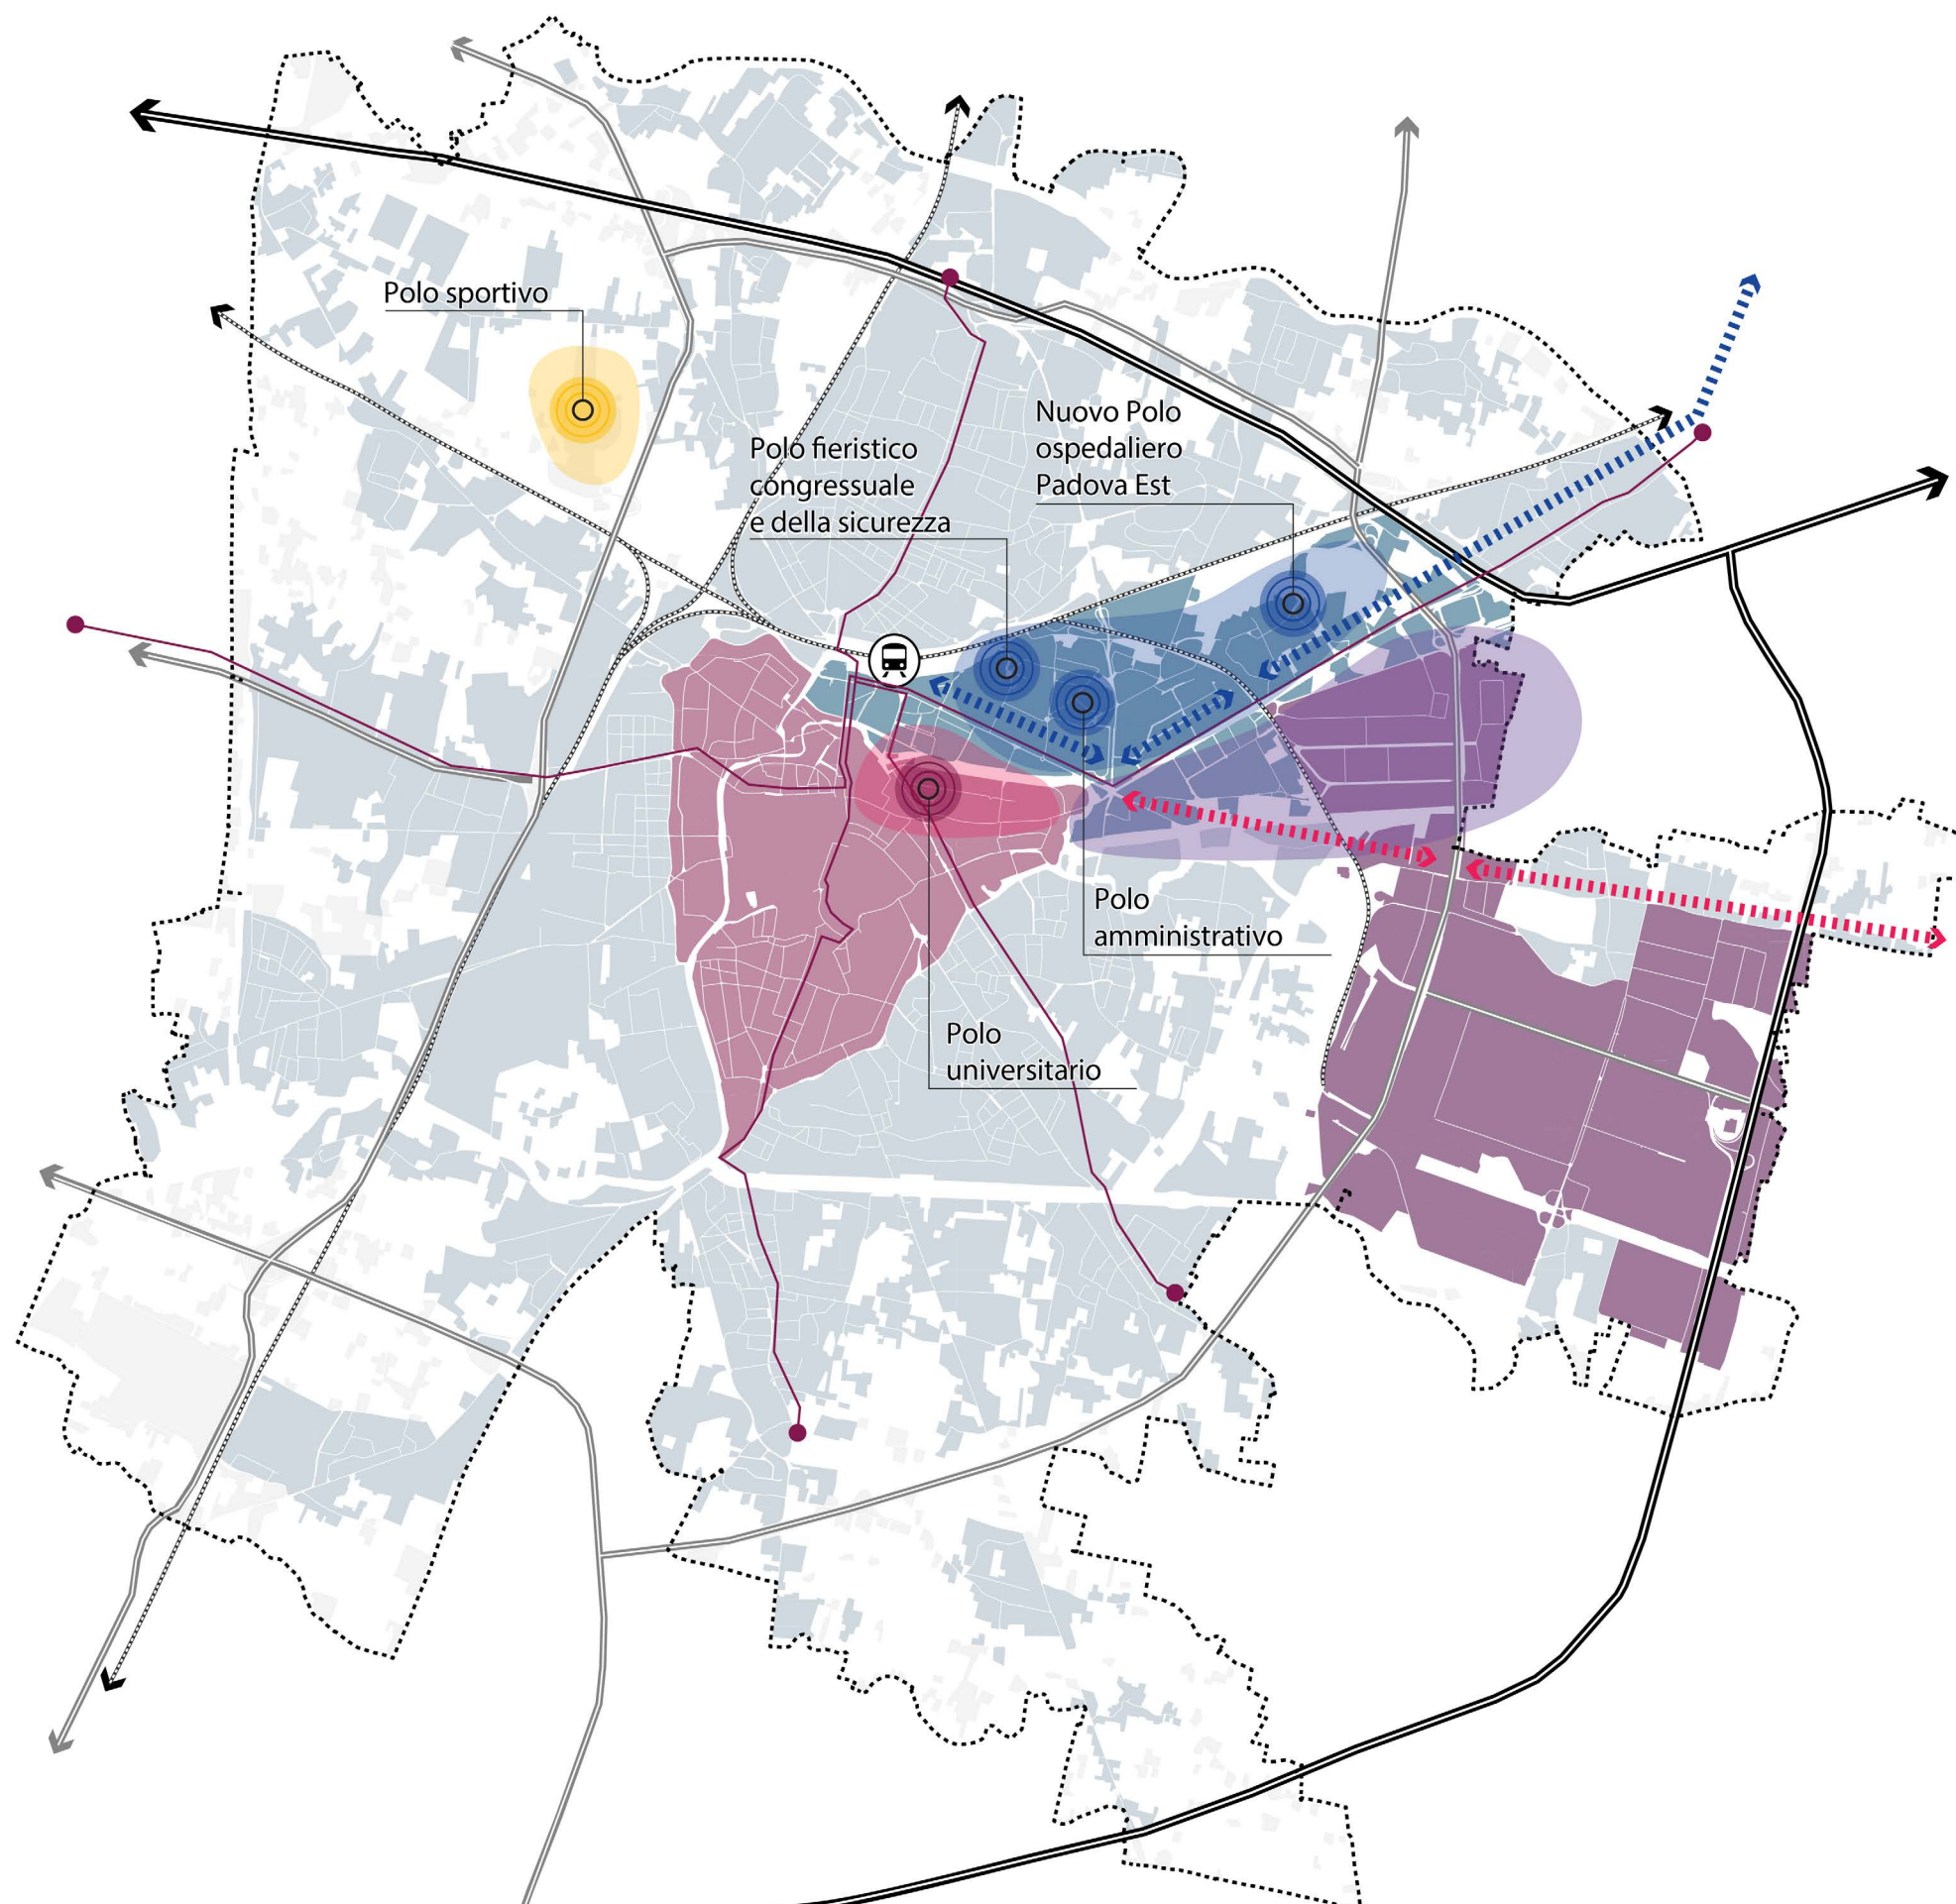 Polo sportivo
Polo fieristico
congressuale
e della sicurezza
Nuovo Polo
ospedaliero
Padova Est
Polo
amministrativo
Polo
universitario